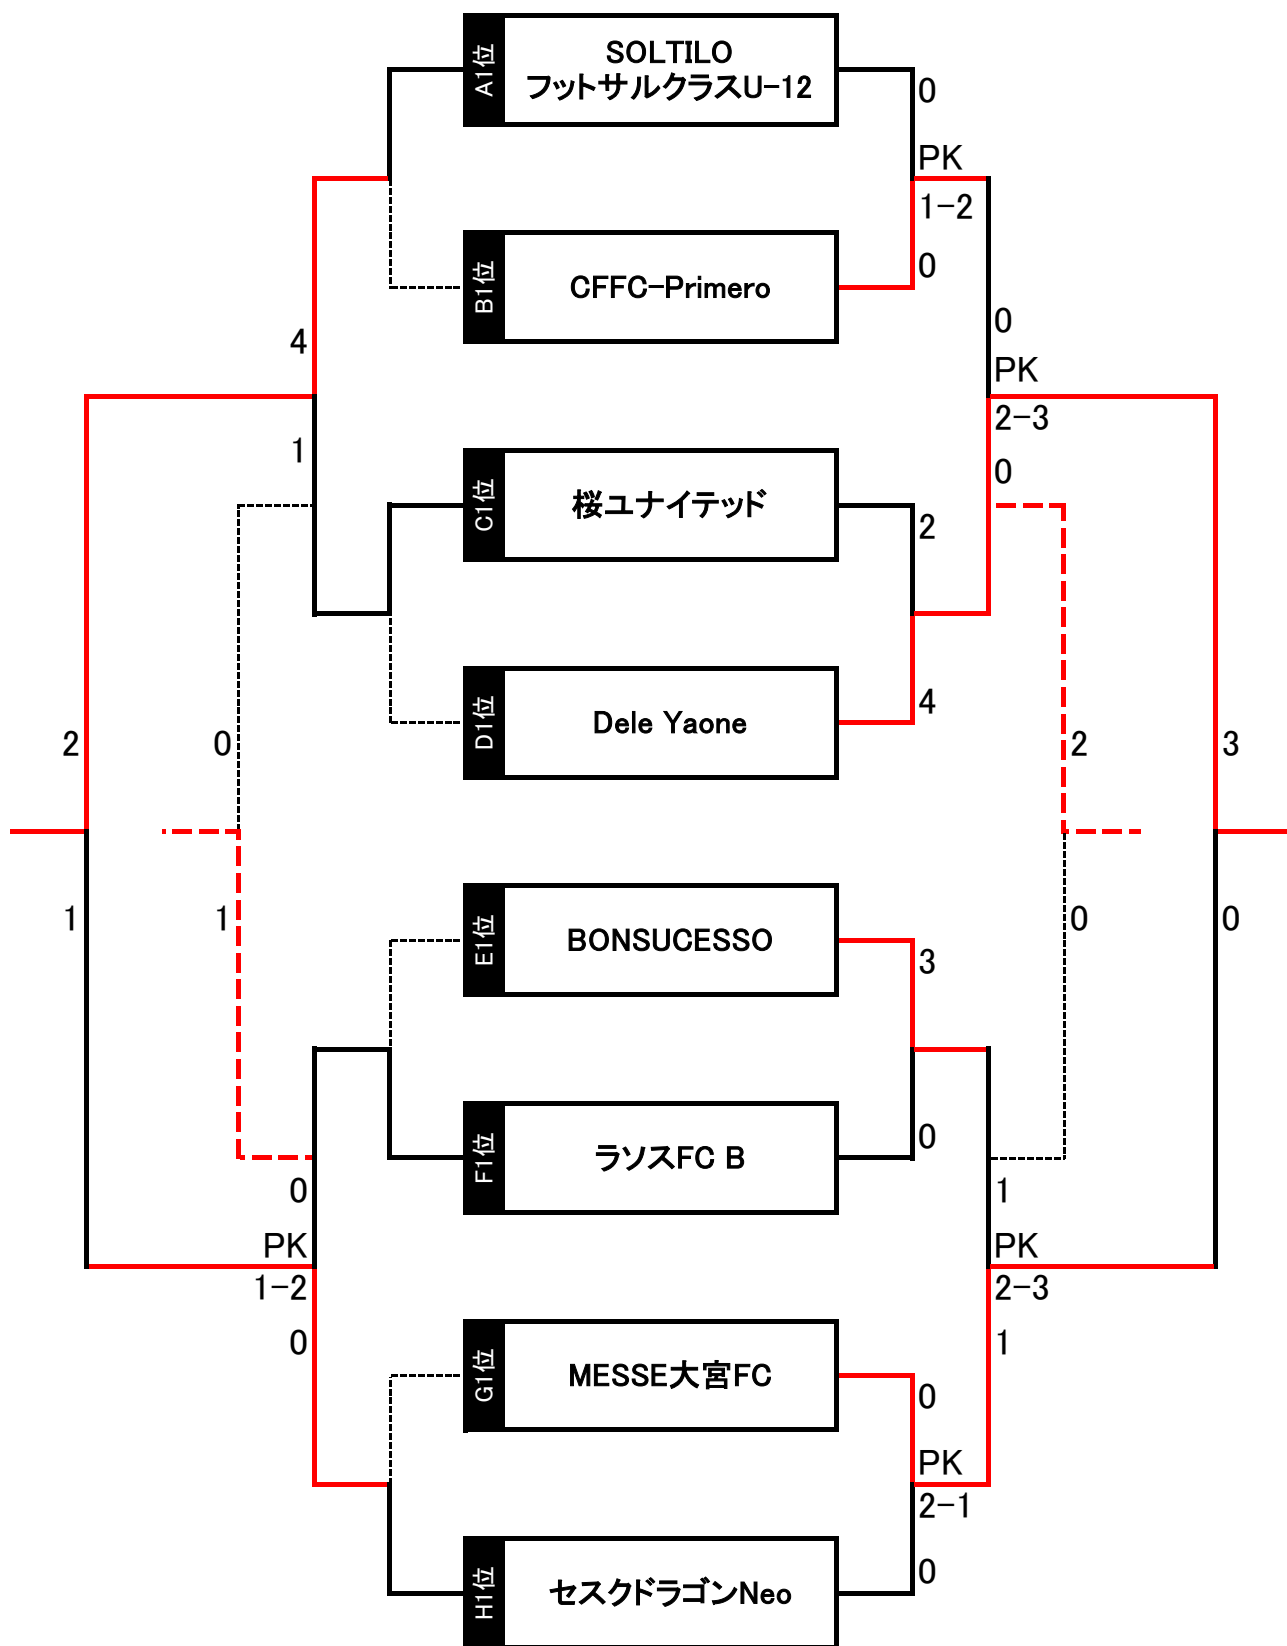 A1位
SOLTILO
フットサルクラスU-12
0
PK
1-2
B1位
CFFC-Primero
0
4
0
PK
2-3
1
0
C1位
桜ユナイテッド
2
D1位
Dele Yaone
4
2
0
2
3
1
1
0
0
E1位
BONSUCESSO
3
F1位
ラソスFC B
0
0
1
PK
1-2
PK
2-3
0
1
G1位
MESSE大宮FC
0
PK
2-1
H1位
セスクドラゴンNeo
0